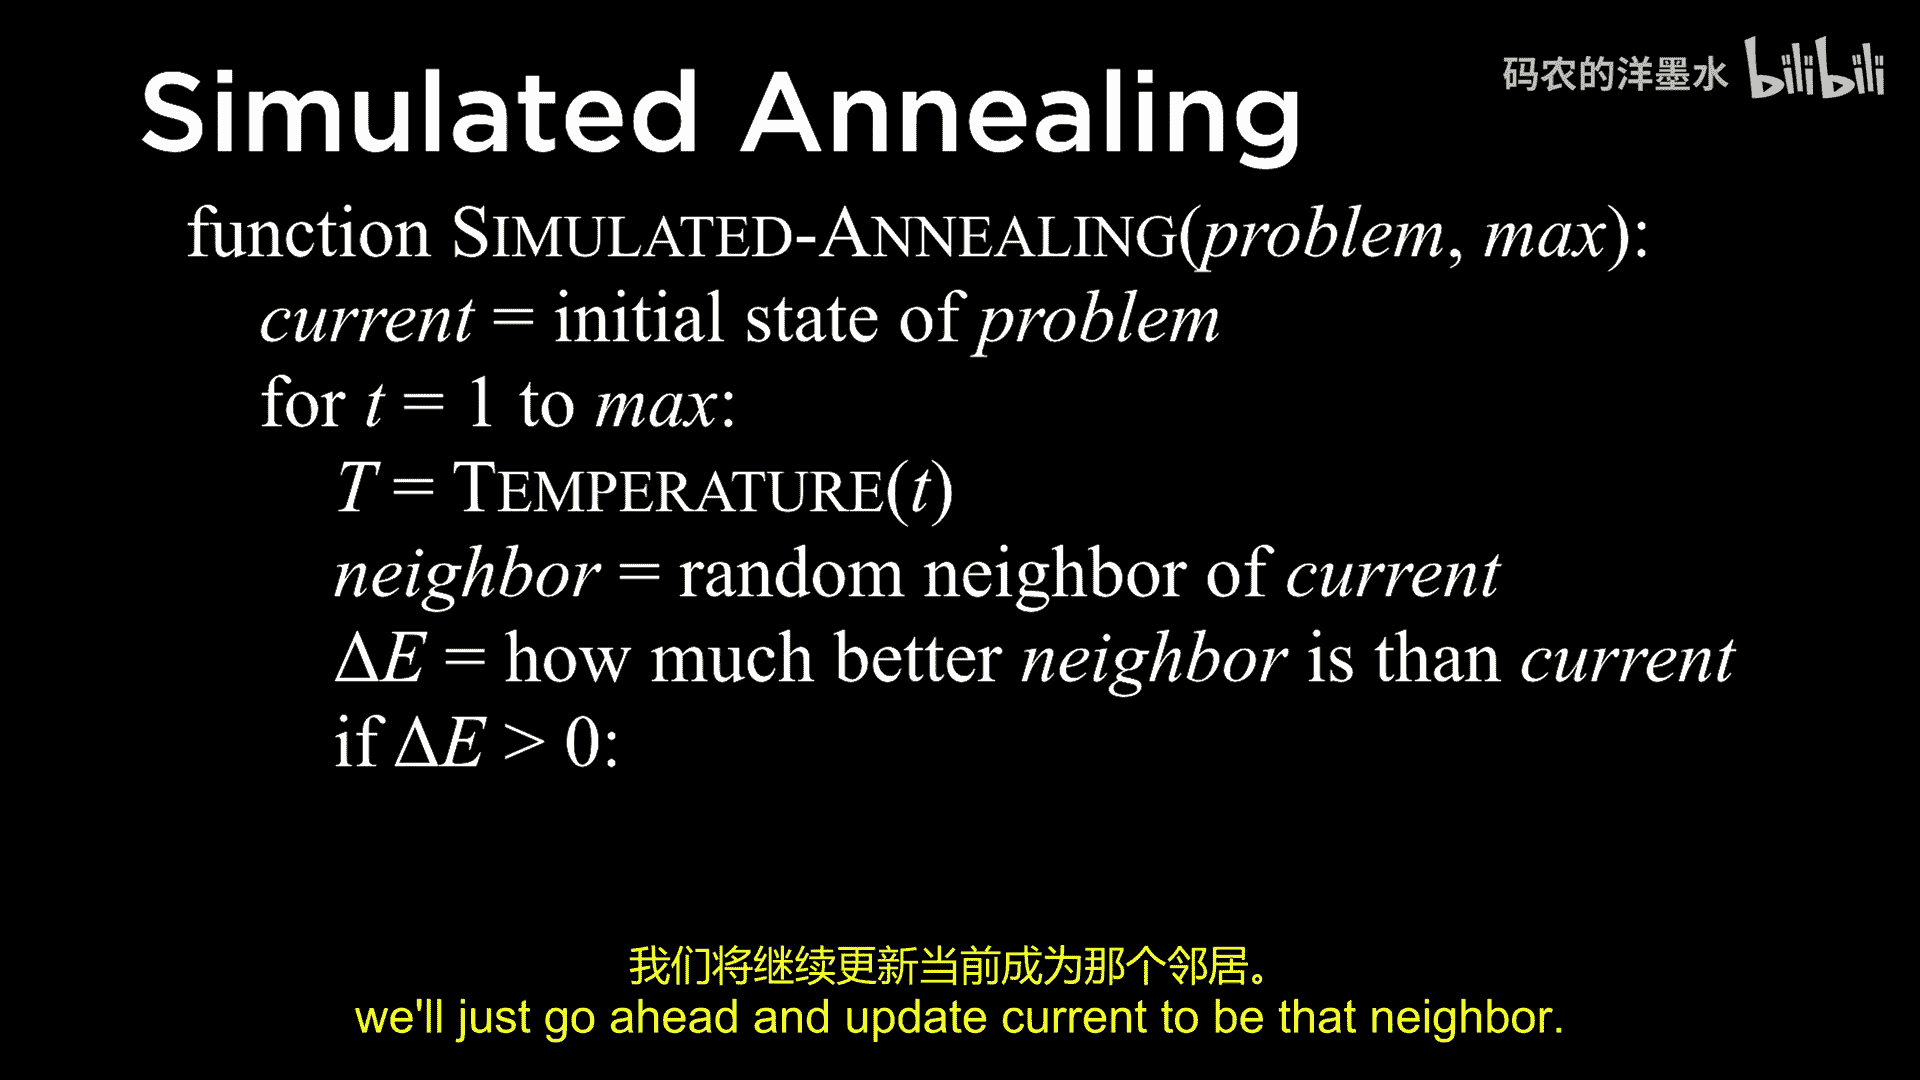 码农的洋墨水 bilibili
Simulated Annealing
function SIMULATED-ANNEALING(problem, max):
current = initial state of problem
for t = 1 to max:
T = TEMPERATURE(t)
neighbor = random neighbor of current
ΔE = how much better neighbor is than current
if ΔE > 0:
我们将继续更新当前成为那个邻居。
we'll just go ahead and update current to be that neighbor.